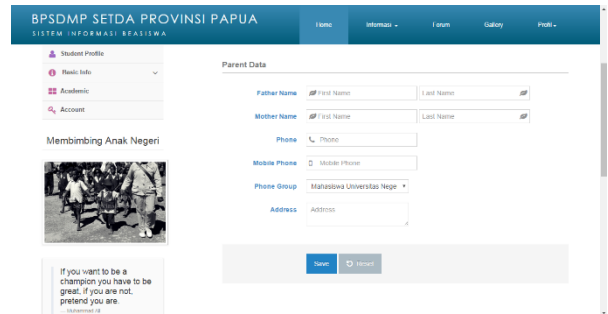 BPSDMP SETDA PROVINSI PAPUA
SISTEM INFORMASI BEASISWA
Home Informasi Forum Gallery Profil
Student Profile
Basic Info
Academic
Account
Membimbing Anak Negeri
If you want to be a
champion you have to be
great, if you are not,
pretend you are.
— Muhammad Ali
Parent Data
Father Name First Name Last Name
Mother Name First Name Last Name
Phone Phone
Mobile Phone Mobile Phone
Phone Group Mahasiswa Universitas Nege
Address Address
Save Reset